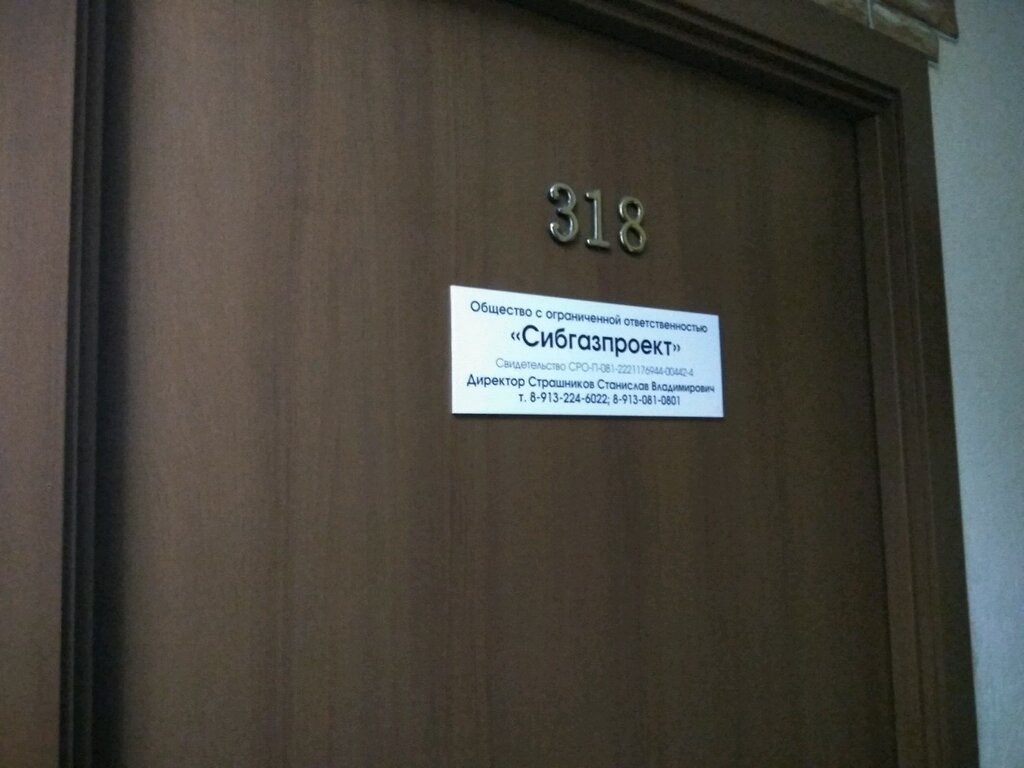 318
Общество с ограниченной ответственностью
«Сибгазпроект»
Свидетельство СРО-П-081-2221176944-00442-4
Директор Страшников Станислав Владимирович
т. 8-913-224-6022; 8-913-081-0801